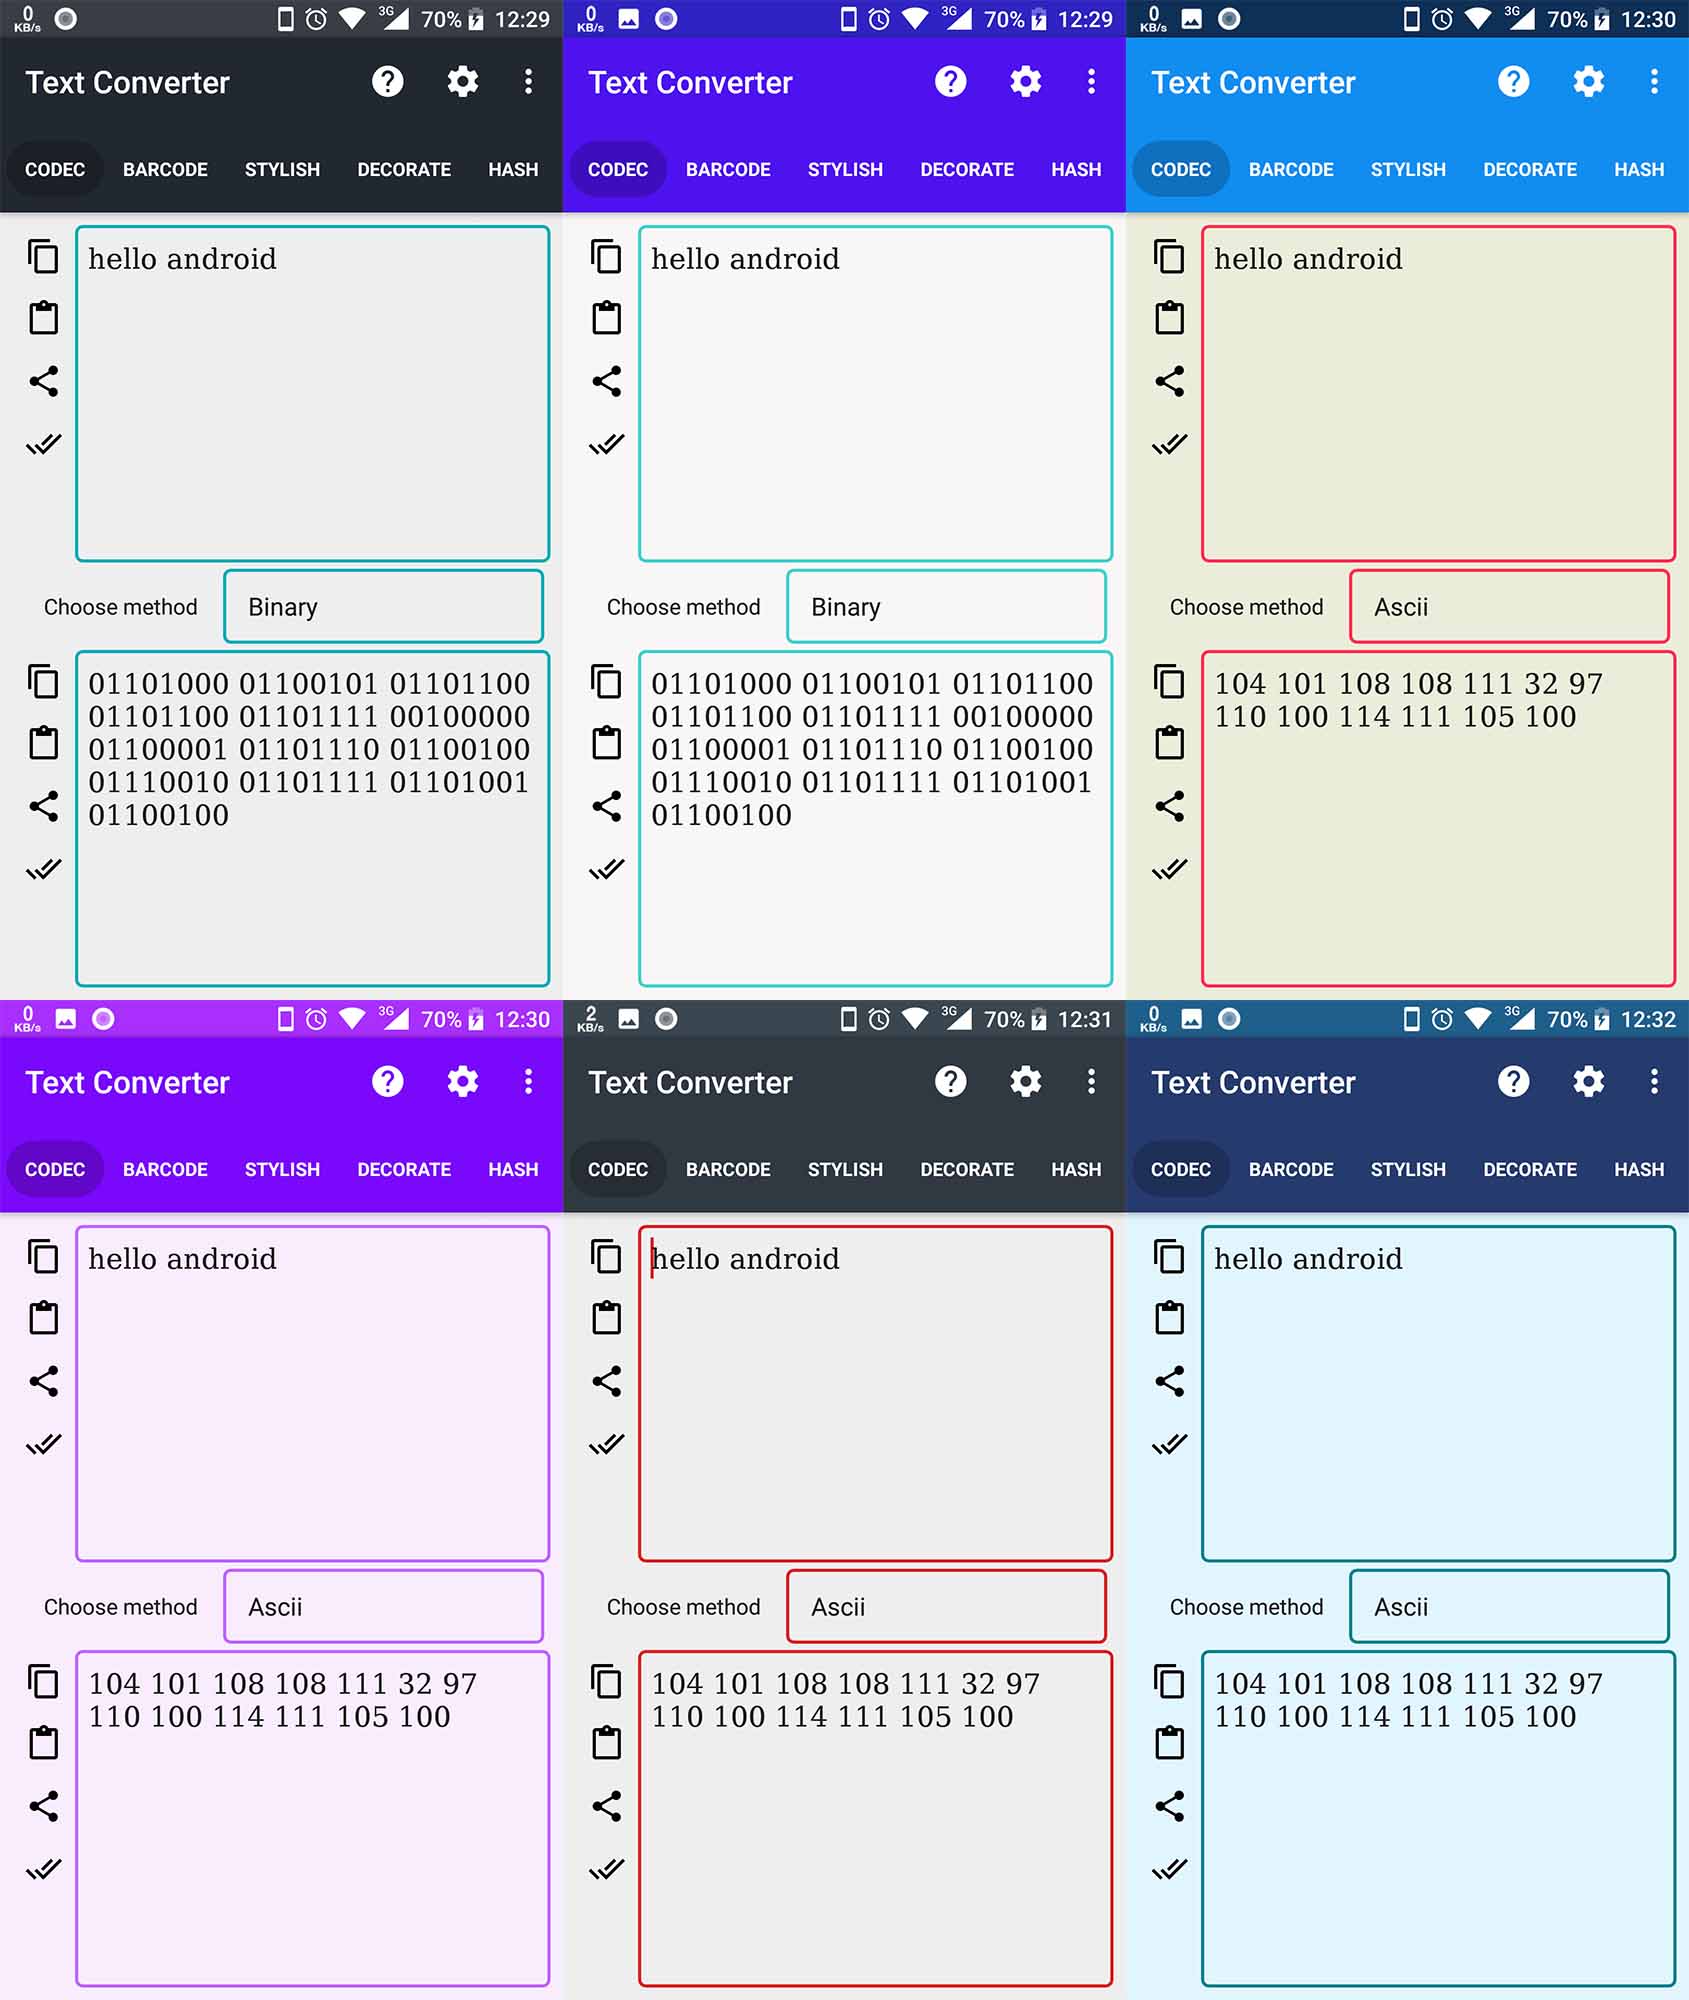 0 KB/s 3G 70% 12:29
Text Converter
CODEC BARCODE STYLISH DECORATE HASH
hello android
Choose method Binary
01101000 01100101 01101100
01101100 01101111 00100000
01100001 01101110 01100100
01110010 01101111 01101001
01100100
0 KB/s 3G 70% 12:29
Text Converter
CODEC BARCODE STYLISH DECORATE HASH
hello android
Choose method Binary
01101000 01100101 01101100
01101100 01101111 00100000
01100001 01101110 01100100
01110010 01101111 01101001
01100100
0 KB/s 3G 70% 12:30
Text Converter
CODEC BARCODE STYLISH DECORATE HASH
hello android
Choose method Ascii
104 101 108 108 111 32 97
110 100 114 111 105 100
0 KB/s 3G 70% 12:30
Text Converter
CODEC BARCODE STYLISH DECORATE HASH
hello android
Choose method Ascii
104 101 108 108 111 32 97
110 100 114 111 105 100
2 KB/s 3G 70% 12:31
Text Converter
CODEC BARCODE STYLISH DECORATE HASH
hello android
Choose method Ascii
104 101 108 108 111 32 97
110 100 114 111 105 100
0 KB/s 3G 70% 12:32
Text Converter
CODEC BARCODE STYLISH DECORATE HASH
hello android
Choose method Ascii
104 101 108 108 111 32 97
110 100 114 111 105 100